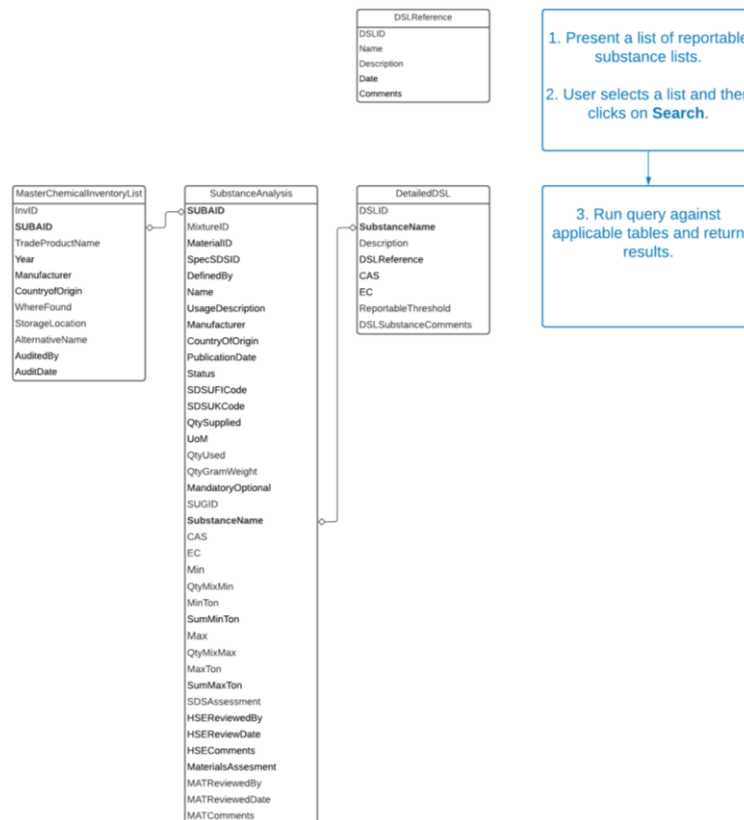 DSLReference
DSLID
Name
Description
Date
Comments
1. Present a list of reportable
substance lists.
2. User selects a list and then
clicks on Search.
MasterChemicalInventoryList
InvID
SUBAID
TradeProductName
Year
Manufacturer
CountryofOrigin
WhereFound
StorageLocation
AlternativeName
AuditedBy
AuditDate
SubstanceAnalysis
SUBAID
MixtureID
MaterialID
SpecSDSID
DefinedBy
Name
UsageDescription
Manufacturer
CountryOfOrigin
PublicationDate
Status
SDSUFICode
SDSUKCode
QtySupplied
UoM
QtyUsed
QtyGramWeight
MandatoryOptional
SUGID
SubstanceName
CAS
EC
Min
QtyMixMin
MinTon
SumMinTon
Max
QtyMixMax
MaxTon
SumMaxTon
SDSAssessment
HSEReviewedBy
HSEReviewDate
HSEComments
MaterialsAssesment
MATReviewedBy
MATReviewedDate
MATComments
DetailedDSL
DSLID
SubstanceName
Description
DSLReference
CAS
EC
ReportableThreshold
DSLSubstanceComments
3. Run query against
applicable tables and return
results.